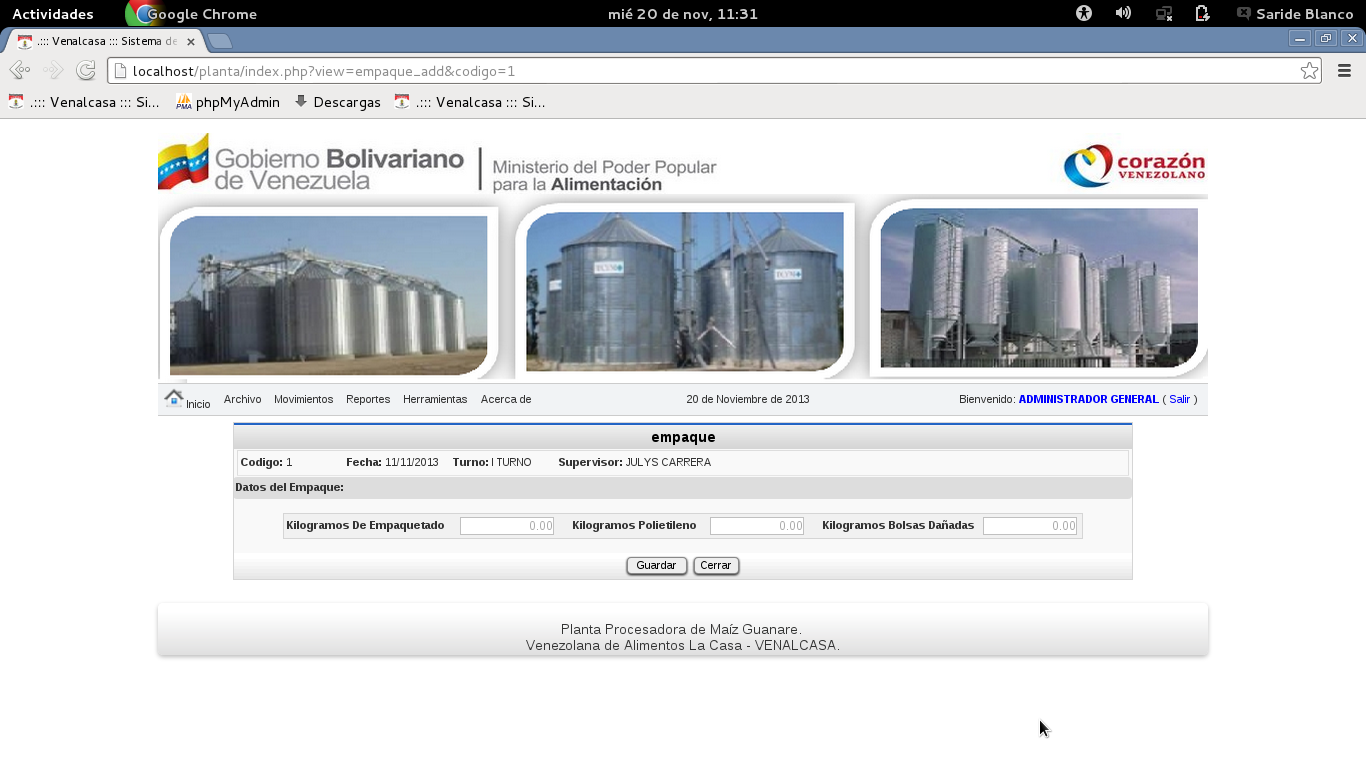 Actividades Google Chrome mié 20 de nov, 11:31 Saride Blanco
.::: Venalcasa ::: Sistema de
localhost/planta/index.php?view=empaque_add&codigo=1
.::: Venalcasa ::: Si... phpMyAdmin Descargas .::: Venalcasa ::: Si...
Gobierno Bolivariano
de Venezuela
Ministerio del Poder Popular
para la Alimentación
corazón
VENEZOLANO
Inicio Archivo Movimientos Reportes Herramientas Acerca de 20 de Noviembre de 2013 Bienvenido: ADMINISTRADOR GENERAL ( Salir )
empaque
Codigo: 1 Fecha: 11/11/2013 Turno: I TURNO Supervisor: JULYS CARRERA
Datos del Empaque:
Kilogramos De Empaquetado 0.00 Kilogramos Polietileno 0.00 Kilogramos Bolsas Dañadas 0.00
Guardar Cerrar
Planta Procesadora de Maíz Guanare.
Venezolana de Alimentos La Casa - VENALCASA.